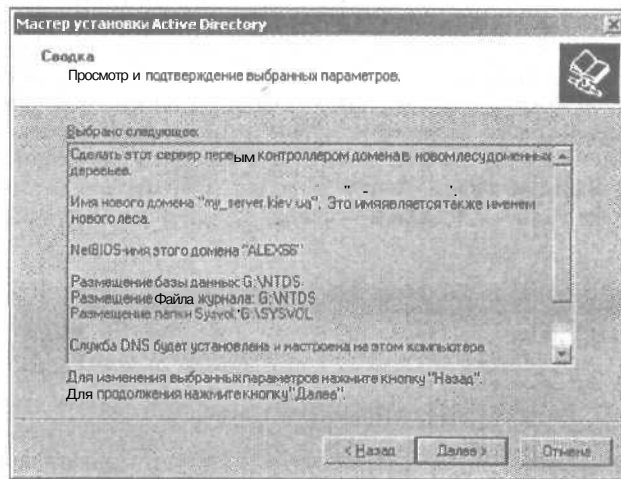 Мастер установки Active Directory
Сводка
Просмотр и подтверждение выбранных параметров.
Выбрано следующее:
Сделать этот сервер первым контроллером домена в новом лесу доменных
деревьев.
Имя нового домена "my_server.kiev.ua". Это имя является также именем
нового леса.
NetBIOS-имя этого домена "ALEX56"
Размещение базы данных: G:\NTDS
Размещение Файла журнала: G:\NTDS
Размещение папки Sysvol: G:\SYSVOL
Служба DNS будет установлена и настроена на этом компьютере
Для изменения выбранных параметров нажмите кнопку "Назад".
Для продолжения нажмите кнопку "Далее".
< Назад
Далее >
Отмена